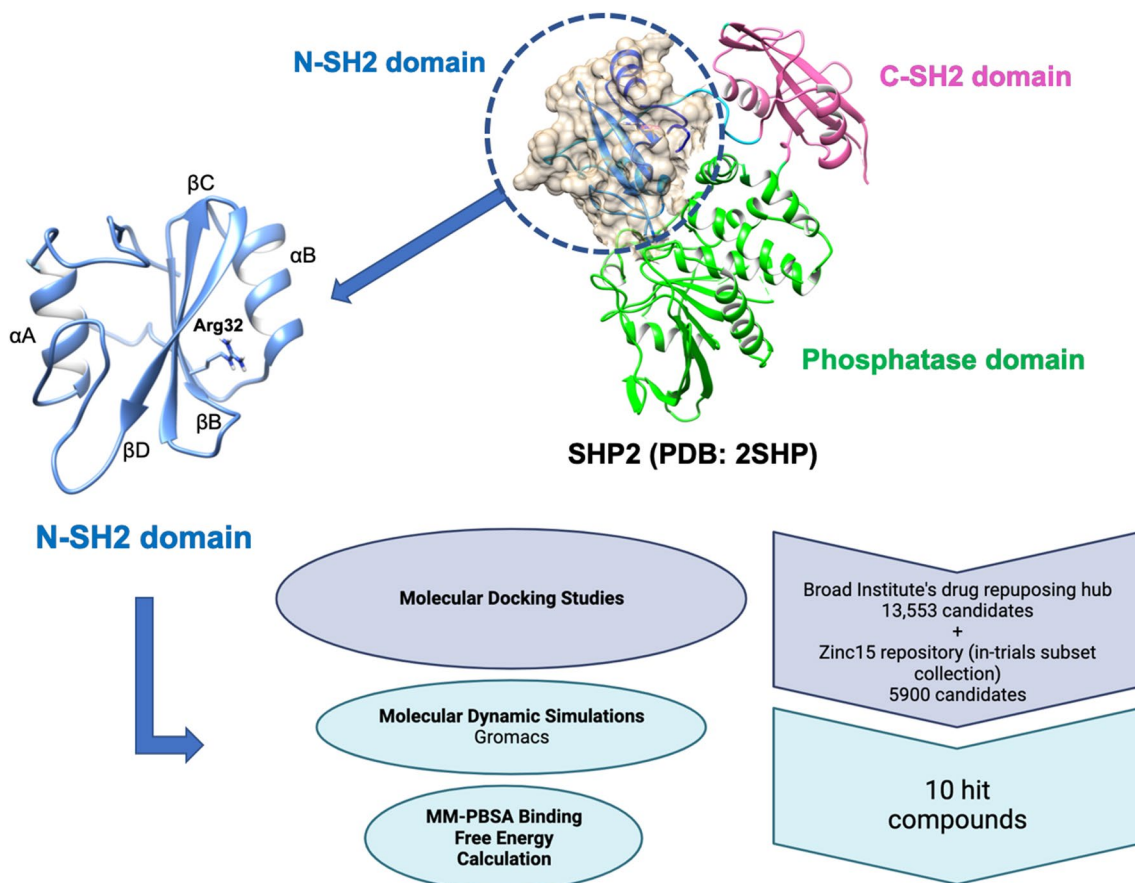 N-SH2 domain
C-SH2 domain
βC
αB
Arg32
αA
βB
βD
Phosphatase domain
SHP2 (PDB: 2SHP)
N-SH2 domain
Molecular Docking Studies
Broad Institute's drug repuposing hub
13,553 candidates
+
Zinc15 repository (in-trials subset
collection)
5900 candidates
Molecular Dynamic Simulations
Gromacs
10 hit
compounds
MM-PBSA Binding
Free Energy
Calculation